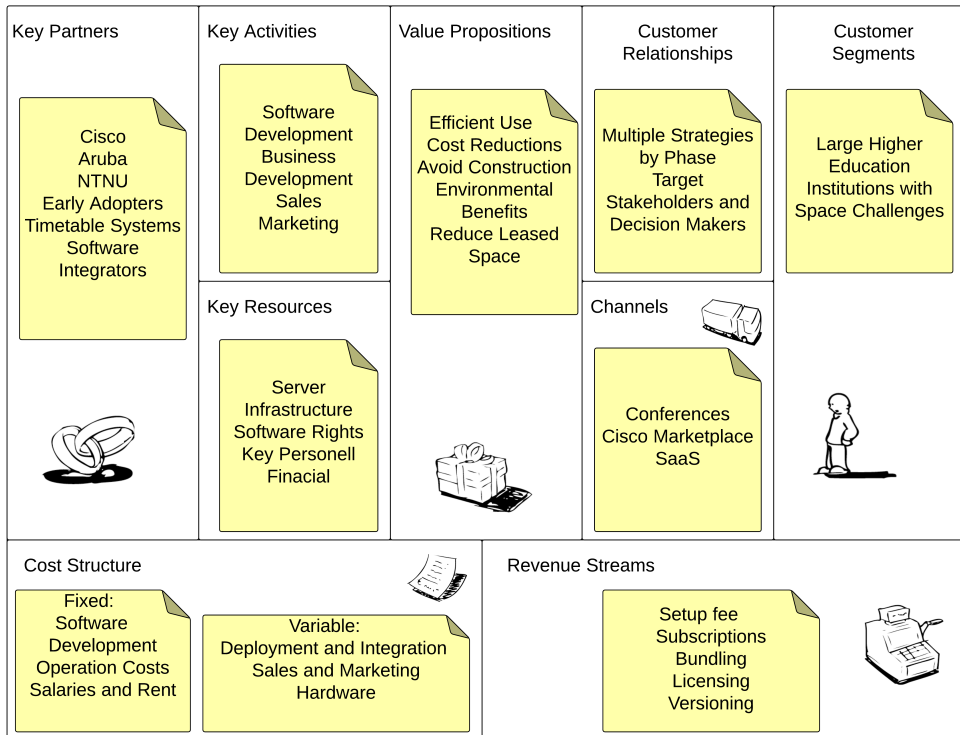 Key Partners
Cisco
Aruba
NTNU
Early Adopters
Timetable Systems
Software
Integrators
Key Activities
Software
Development
Business
Development
Sales
Marketing
Key Resources
Server
Infrastructure
Software Rights
Key Personell
Finacial
Value Propositions
Efficient Use
Cost Reductions
Avoid Construction
Environmental
Benefits
Reduce Leased
Space
Customer
Relationships
Multiple Strategies
by Phase
Target
Stakeholders and
Decision Makers
Channels
Conferences
Cisco Marketplace
SaaS
Customer
Segments
Large Higher
Education
Institutions with
Space Challenges
Cost Structure
Fixed:
Software
Development
Operation Costs
Salaries and Rent
Variable:
Deployment and Integration
Sales and Marketing
Hardware
Revenue Streams
Setup fee
Subscriptions
Bundling
Licensing
Versioning